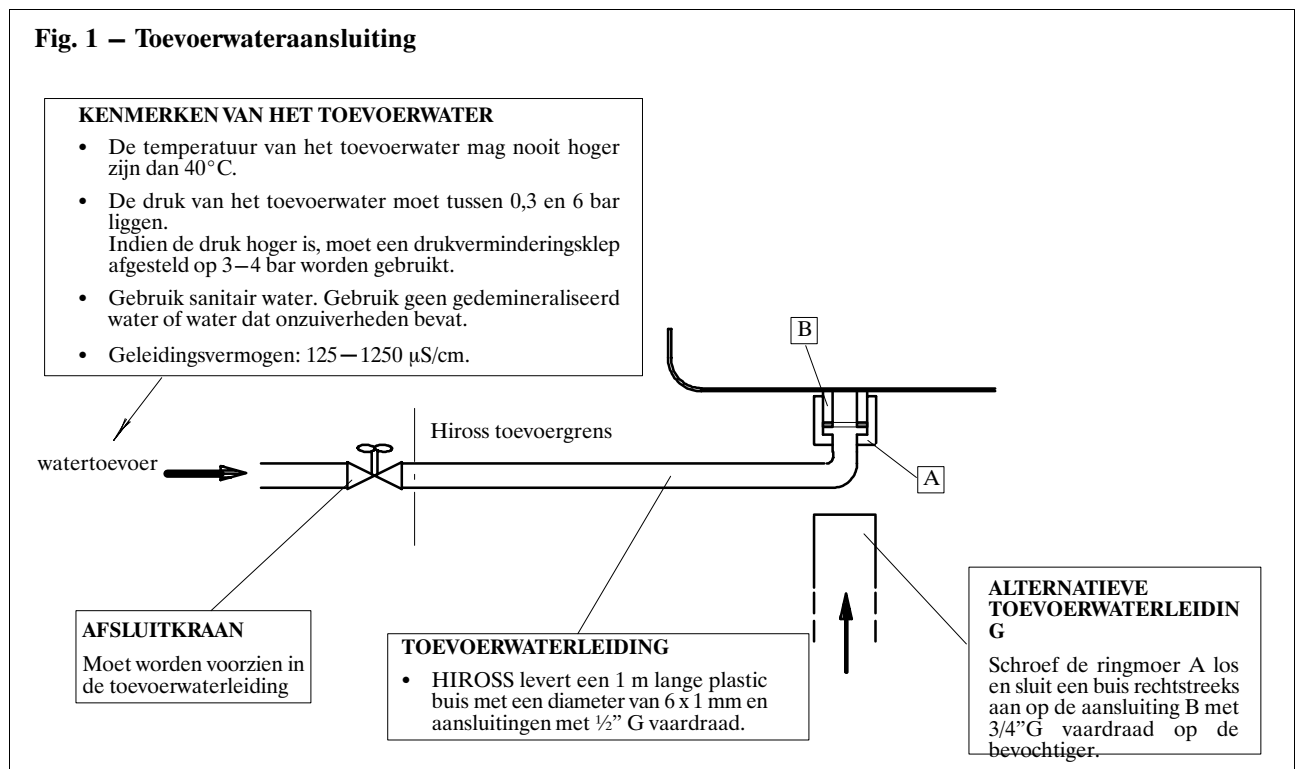 Fig. 1 – Toevoerwateraansluiting
KENMERKEN VAN HET TOEVOERWATER
• De temperatuur van het toevoerwater mag nooit hoger
zijn dan 40°C.
• De druk van het toevoerwater moet tussen 0,3 en 6 bar
liggen.
Indien de druk hoger is, moet een drukverminderingsklep
afgesteld op 3–4 bar worden gebruikt.
• Gebruik sanitair water. Gebruik geen gedemineraliseerd
water of water dat onzuiverheden bevat.
• Geleidingsvermogen: 125–1250 µS/cm.
B
Hiross toevoergrens
watertoevoer
A
AFSLUITKRAAN
Moet worden voorzien in
de toevoerwaterleiding
TOEVOERWATERLEIDING
• HIROSS levert een 1 m lange plastic
buis met een diameter van 6 x 1 mm en
aansluitingen met ½” G vaardraad.
ALTERNATIEVE
TOEVOERWATERLEIDIN
G
Schroef de ringmoer A los
en sluit een buis rechtstreeks
aan op de aansluiting B met
3/4”G vaardraad op de
bevochtiger.